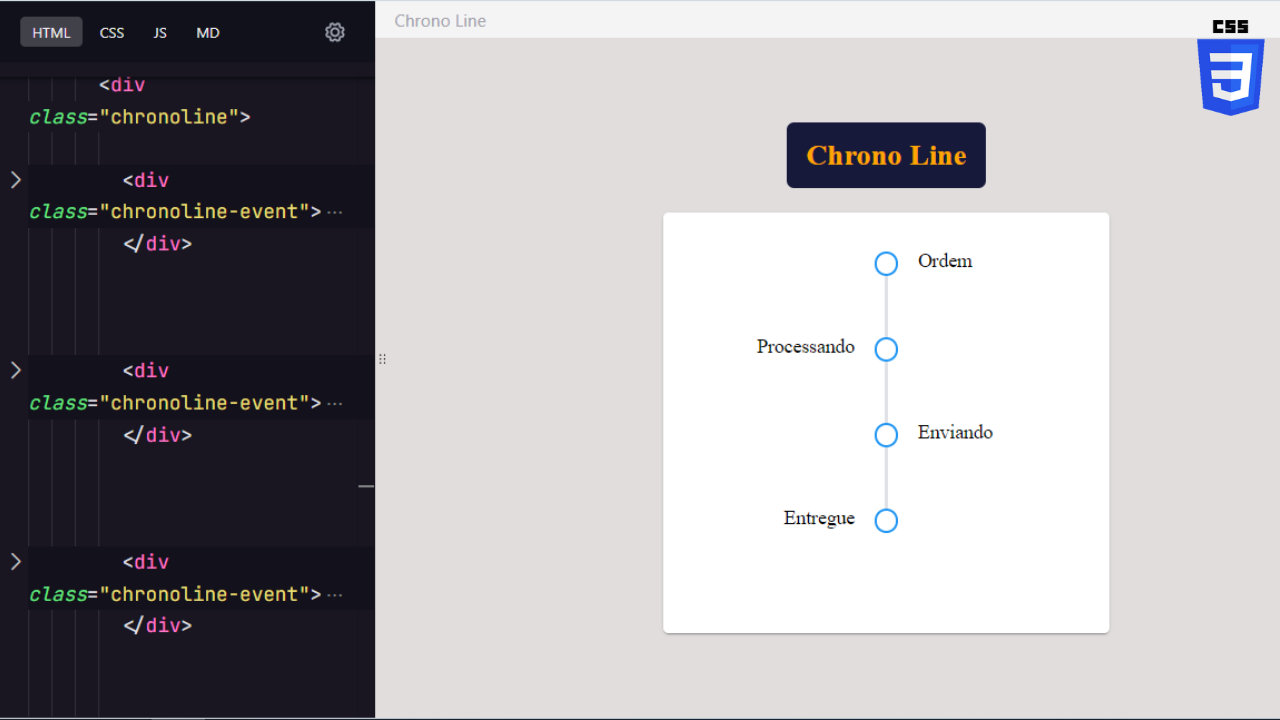 HTML CSS JS MD
<div
class="chronoline">
<div
class="chronoline-event">...
</div>
<div
class="chronoline-event">...
</div>
<div
class="chronoline-event">...
</div>
Chrono Line
CSS
3
Chrono Line
Ordem
Processando
Enviando
Entregue